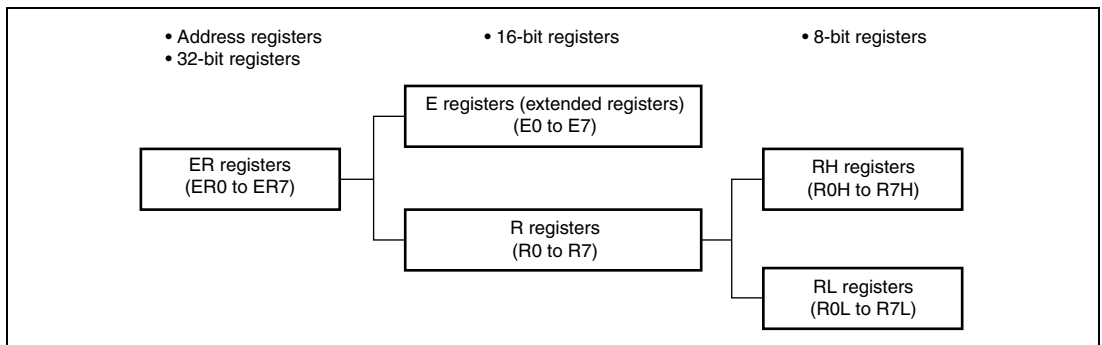 • Address registers
• 32-bit registers
• 16-bit registers
• 8-bit registers
E registers (extended registers)
(E0 to E7)
ER registers
(ER0 to ER7)
RH registers
(R0H to R7H)
R registers
(R0 to R7)
RL registers
(R0L to R7L)